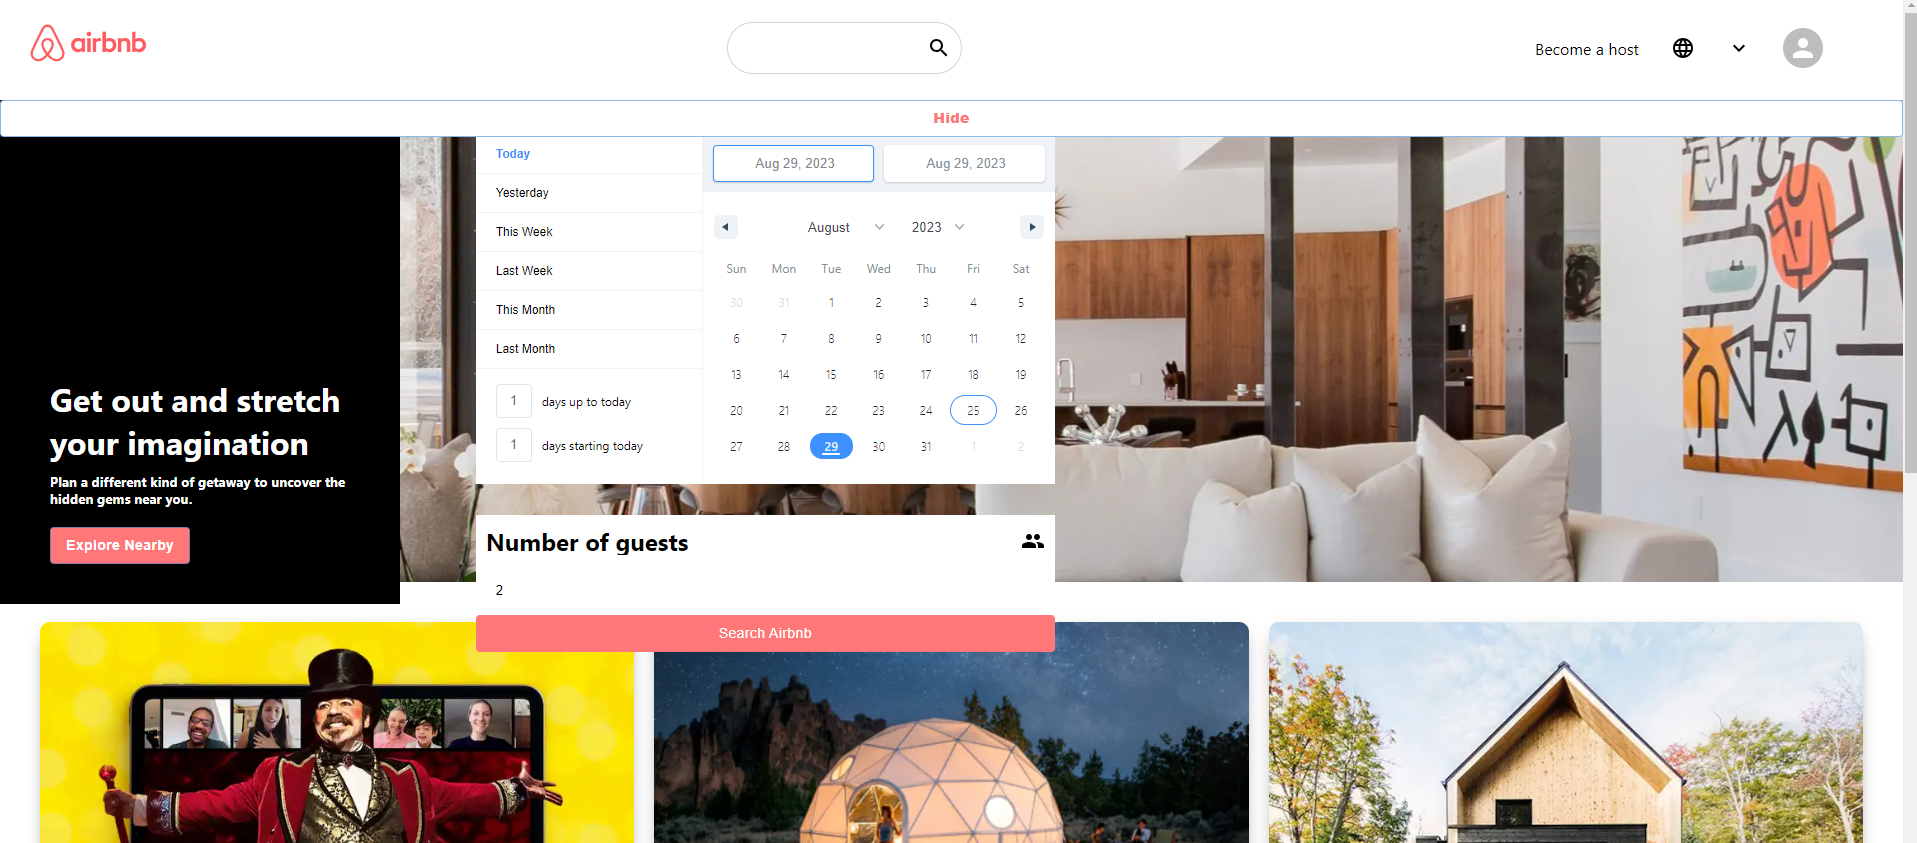 airbnb
Become a host
Hide
Today
Yesterday
This Week
Last Week
This Month
Last Month
1 days up to today
1 days starting today
Aug 29, 2023 Aug 29, 2023
August 2023
Sun Mon Tue Wed Thu Fri Sat
30 31 1 2 3 4 5
6 7 8 9 10 11 12
13 14 15 16 17 18 19
20 21 22 23 24 25 26
27 28 29 30 31 1 2
Get out and stretch
your imagination
Plan a different kind of getaway to uncover the
hidden gems near you.
Explore Nearby
Number of guests
2
Search Airbnb